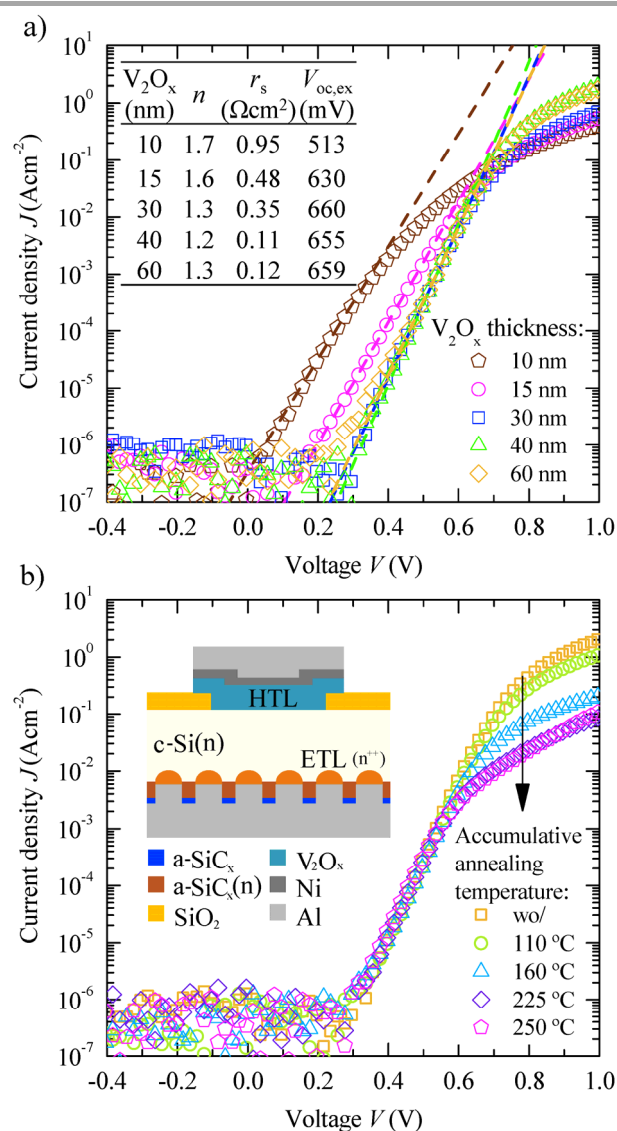 a)
V₂Oₓ (nm) n rₛ (Ωcm²) V_oc,ex (mV)
10 1.7 0.95 513
15 1.6 0.48 630
30 1.3 0.35 660
40 1.2 0.11 655
60 1.3 0.12 659
Current density J (Acm⁻²)
10¹
10⁰
10⁻¹
10⁻²
10⁻³
10⁻⁴
10⁻⁵
10⁻⁶
10⁻⁷
V₂Oₓ thickness:
10 nm
15 nm
30 nm
40 nm
60 nm
-0.4 -0.2 0.0 0.2 0.4 0.6 0.8 1.0
Voltage V (V)
b)
Current density J (Acm⁻²)
10¹
10⁰
10⁻¹
10⁻²
10⁻³
10⁻⁴
10⁻⁵
10⁻⁶
10⁻⁷
HTL
c-Si(n)
ETL (n⁺⁺)
a-SiCₓ V₂Oₓ
a-SiCₓ(n) Ni
SiO₂ Al
Accumulative
annealing
temperature:
wo/
110 ºC
160 ºC
225 ºC
250 ºC
-0.4 -0.2 0.0 0.2 0.4 0.6 0.8 1.0
Voltage V (V)